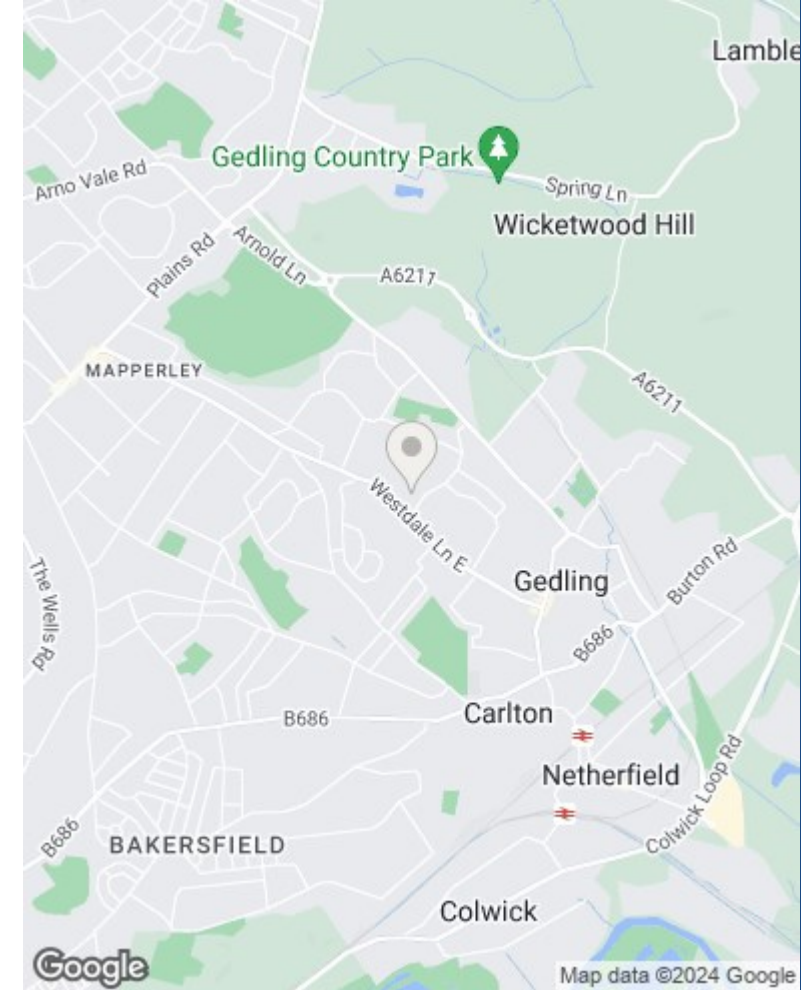 Lamble
Gedling Country Park
Arno Vale Rd
Spring Ln
Wicketwood Hill
Plains Rd
Arnold Ln
A6211
MAPPERLEY
A6211
Westdale Ln E
The Wells Rd
Gedling
Burton Rd
B686
Carlton
B686
Netherfield
Colwick Loop Rd
B686
BAKERSFIELD
Colwick
Google
Map data ©2024 Google